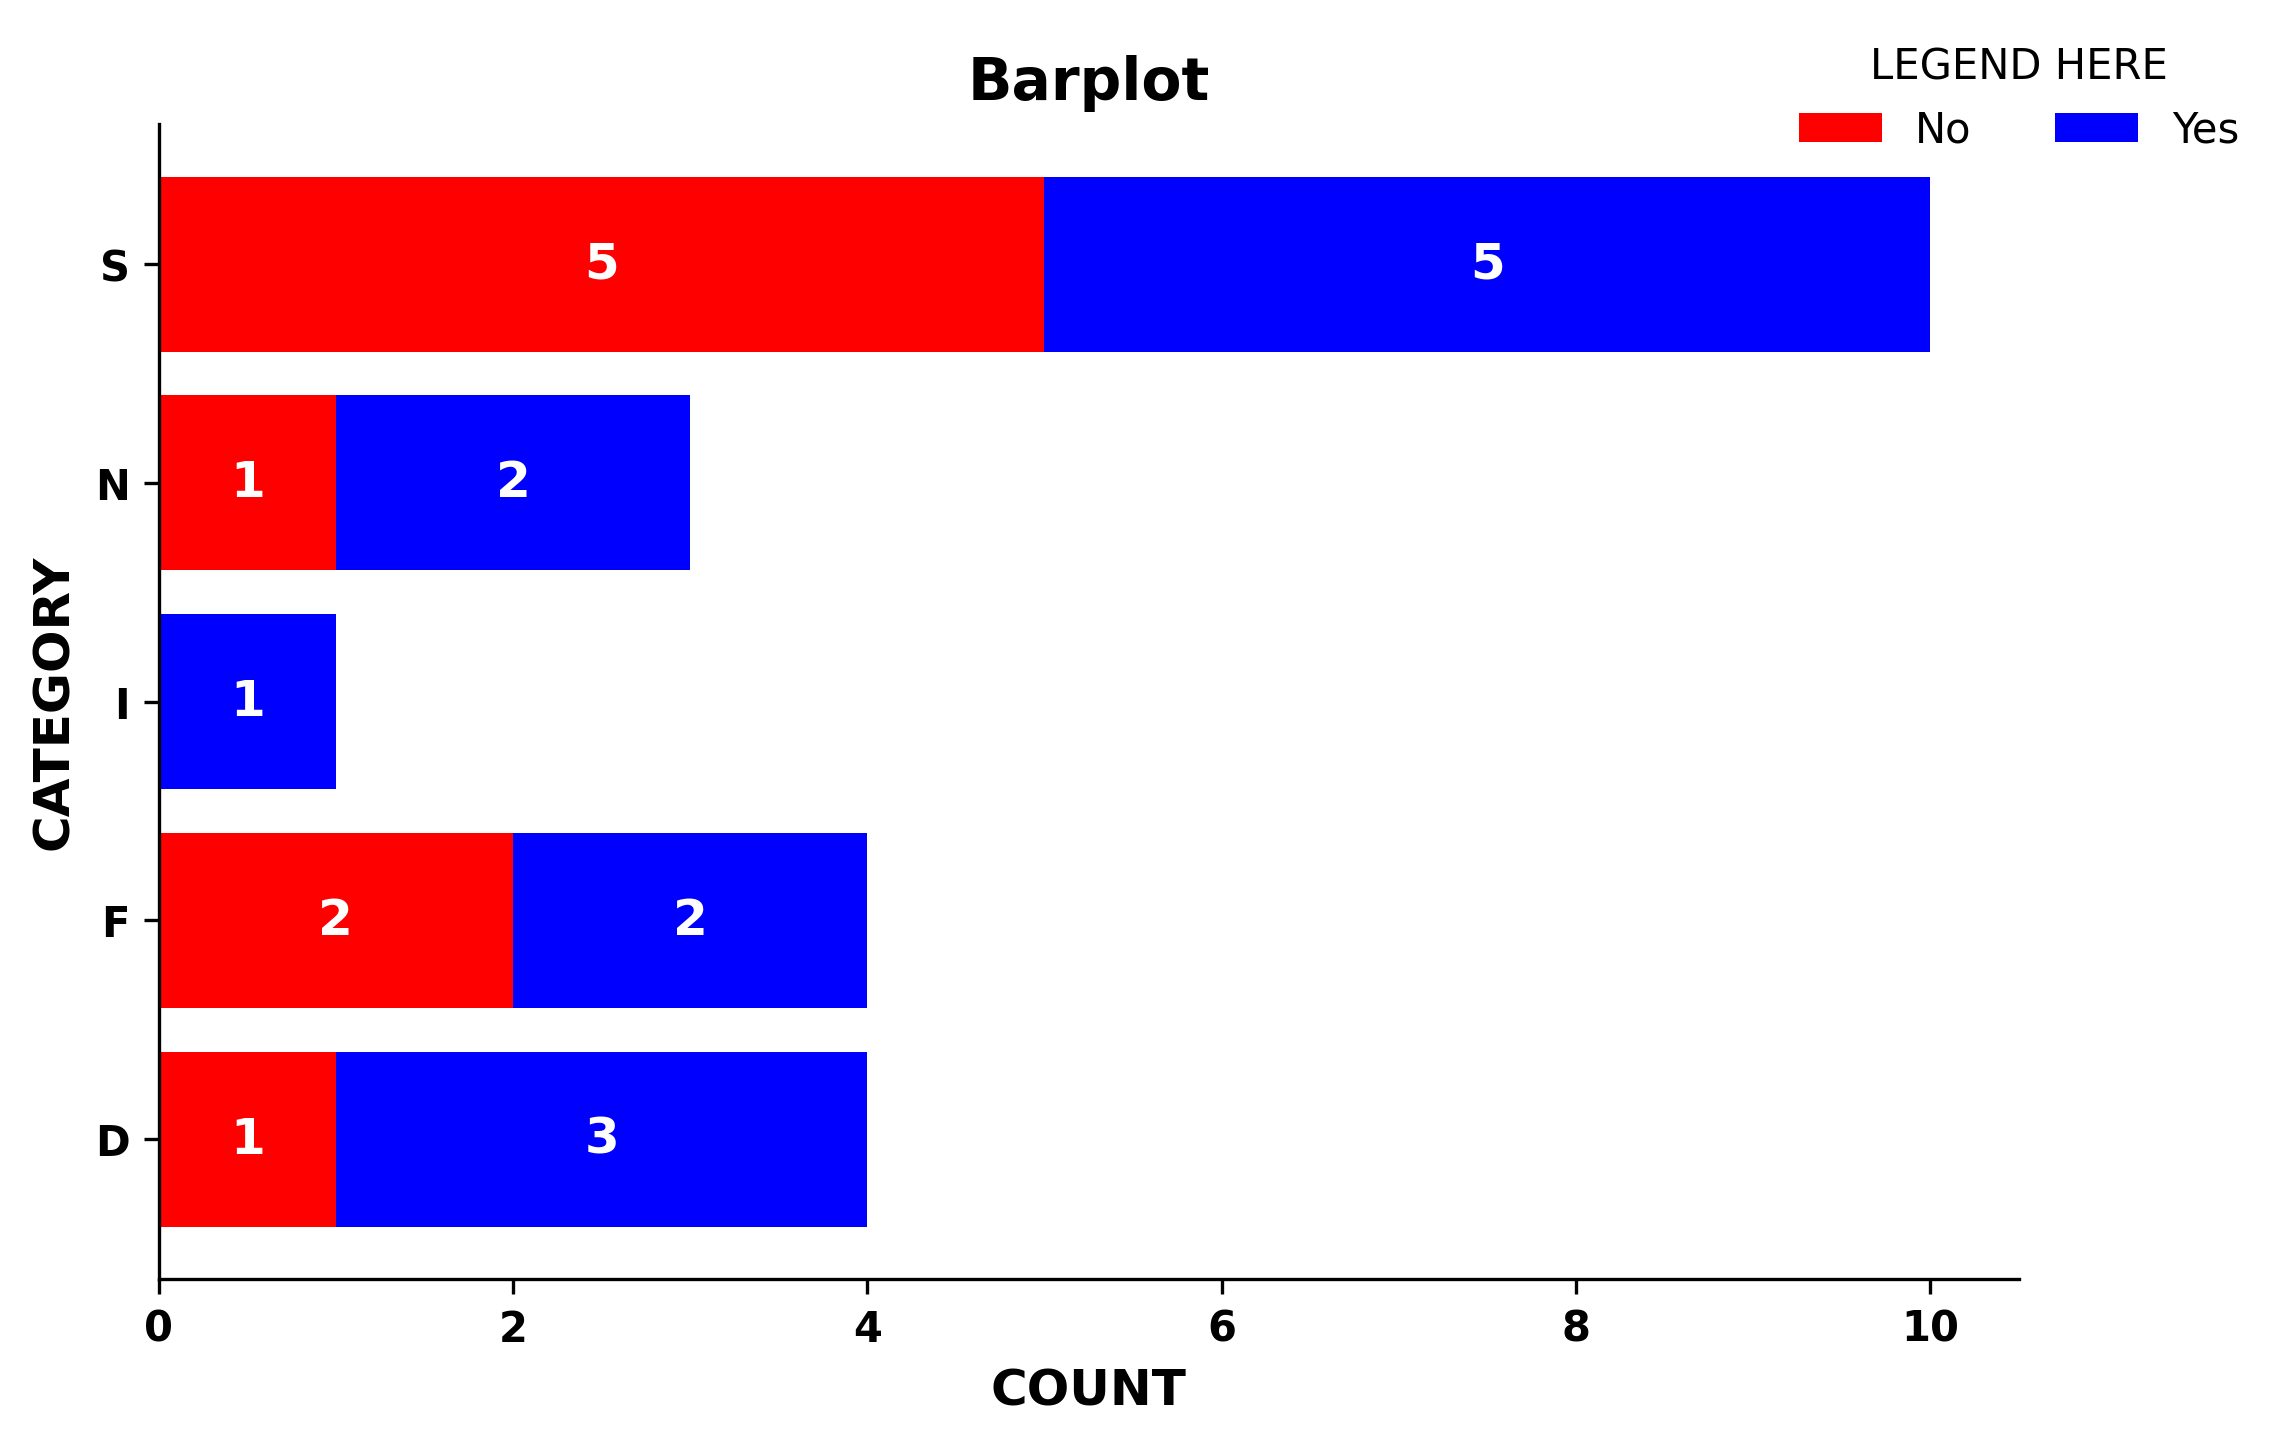 Barplot
LEGEND HERE
No Yes
S 5 5
N 1 2
I 1
F 2 2
D 1 3
CATEGORY
0 2 4 6 8 10
COUNT